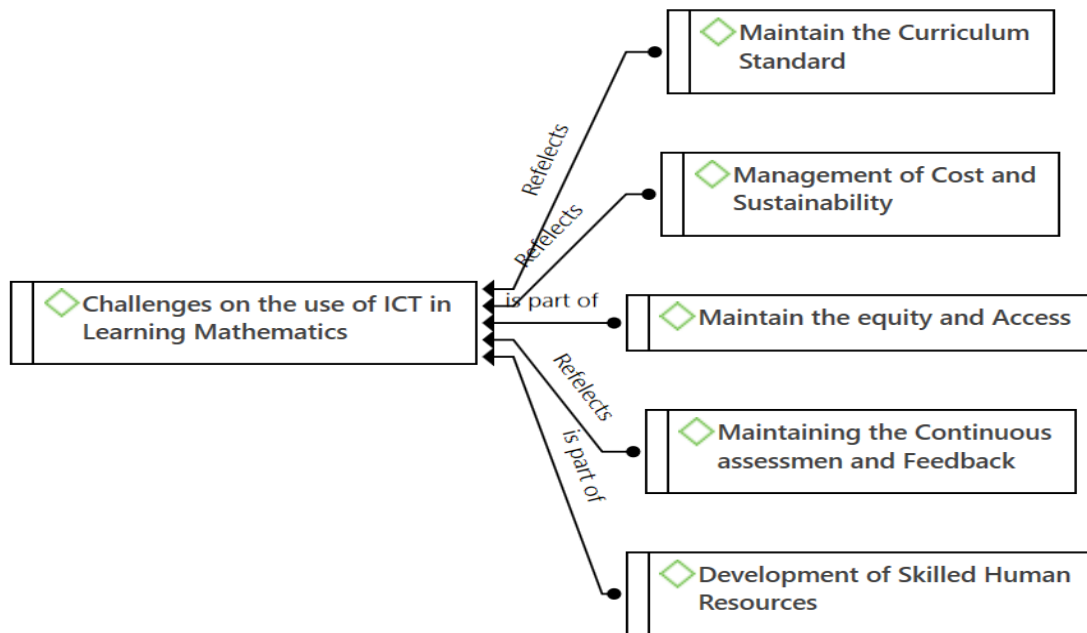 Maintain the Curriculum
Standard
Refelects
Management of Cost and
Sustainability
Refelects
Challenges on the use of ICT in
Learning Mathematics
is part of
Maintain the equity and Access
Refelects
Maintaining the Continuous
assessmen and Feedback
is part of
Development of Skilled Human
Resources